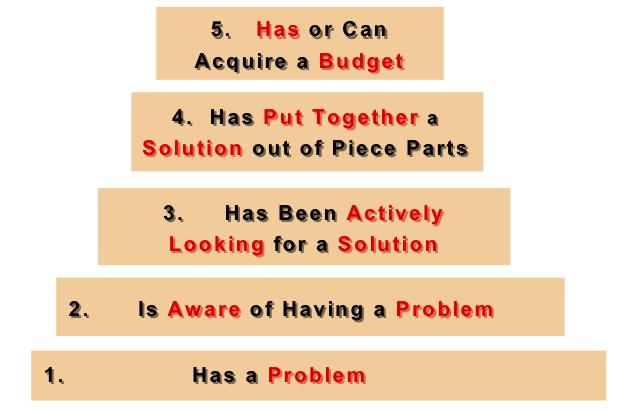 5. Has or Can
Acquire a Budget
4. Has Put Together a
Solution out of Piece Parts
3. Has Been Actively
Looking for a Solution
2. Is Aware of Having a Problem
1. Has a Problem